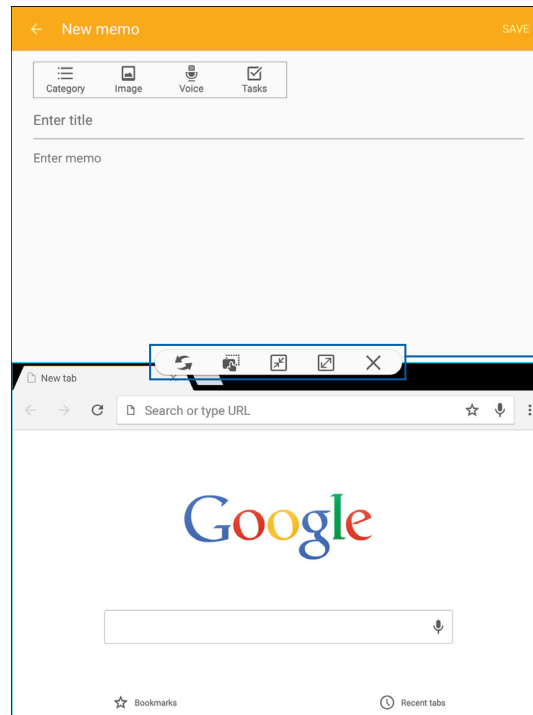 New memo SAVE
Category Image Voice Tasks
Enter title
Enter memo
New tab
Search or type URL
Google
Bookmarks Recent tabs